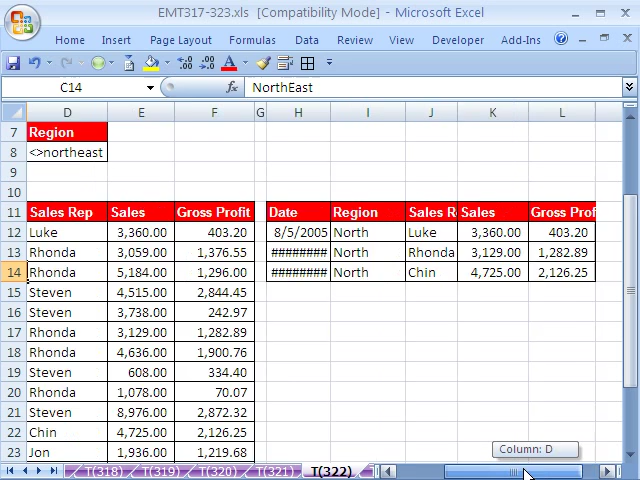 EMT317-323.xls [Compatibility Mode] - Microsoft Excel
Home Insert Page Layout Formulas Data Review View Developer Add-Ins
C14 fx NorthEast
D E F G H I J K L
7 Region
8 <>northeast
9
10
11 Sales Rep Sales Gross Profit Date Region Sales R Sales Gross Prof
12 Luke 3,360.00 403.20 8/5/2005 North Luke 3,360.00 403.20
13 Rhonda 3,059.00 1,376.55 ######## North Rhonda 3,129.00 1,282.89
14 Rhonda 5,184.00 1,296.00 ######## North Chin 4,725.00 2,126.25
15 Steven 4,515.00 2,844.45
16 Steven 3,738.00 242.97
17 Rhonda 3,129.00 1,282.89
18 Rhonda 4,636.00 1,900.76
19 Steven 608.00 334.40
20 Rhonda 1,078.00 70.07
21 Steven 8,976.00 2,872.32
22 Chin 4,725.00 2,126.25
23 Jon 1,936.00 1,219.68
Column: D
T(318) T(319) T(320) T(321) T(322)